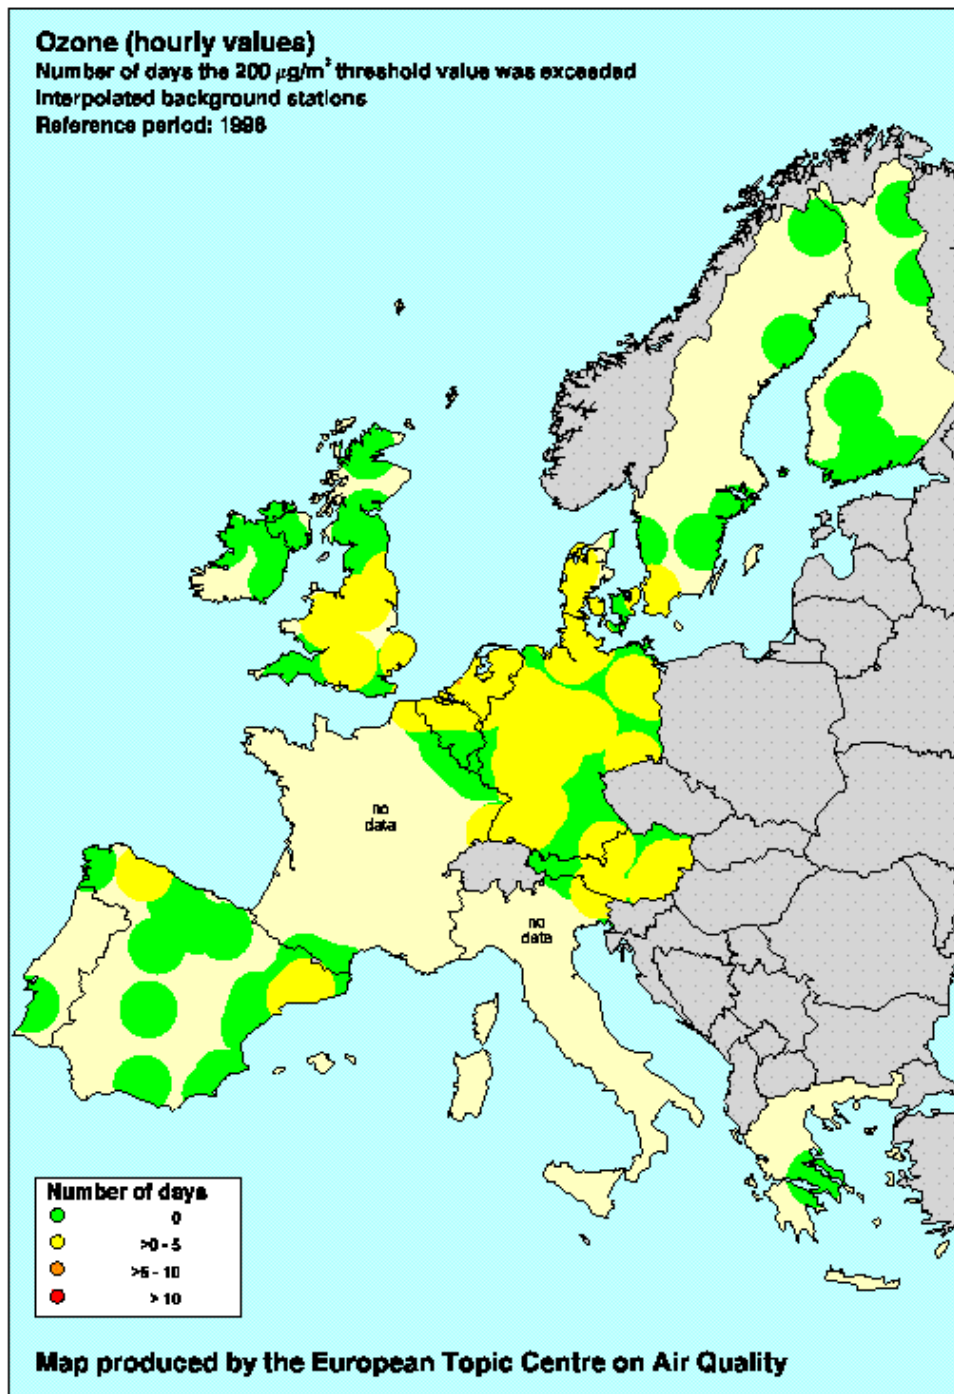 Ozone (hourly values)
Number of days the 200 µg/m³ threshold value was exceeded
Interpolated background stations
Reference period: 1996
no
data
no
data
Number of days
0
>0 - 5
>5 - 10
> 10
Map produced by the European Topic Centre on Air Quality